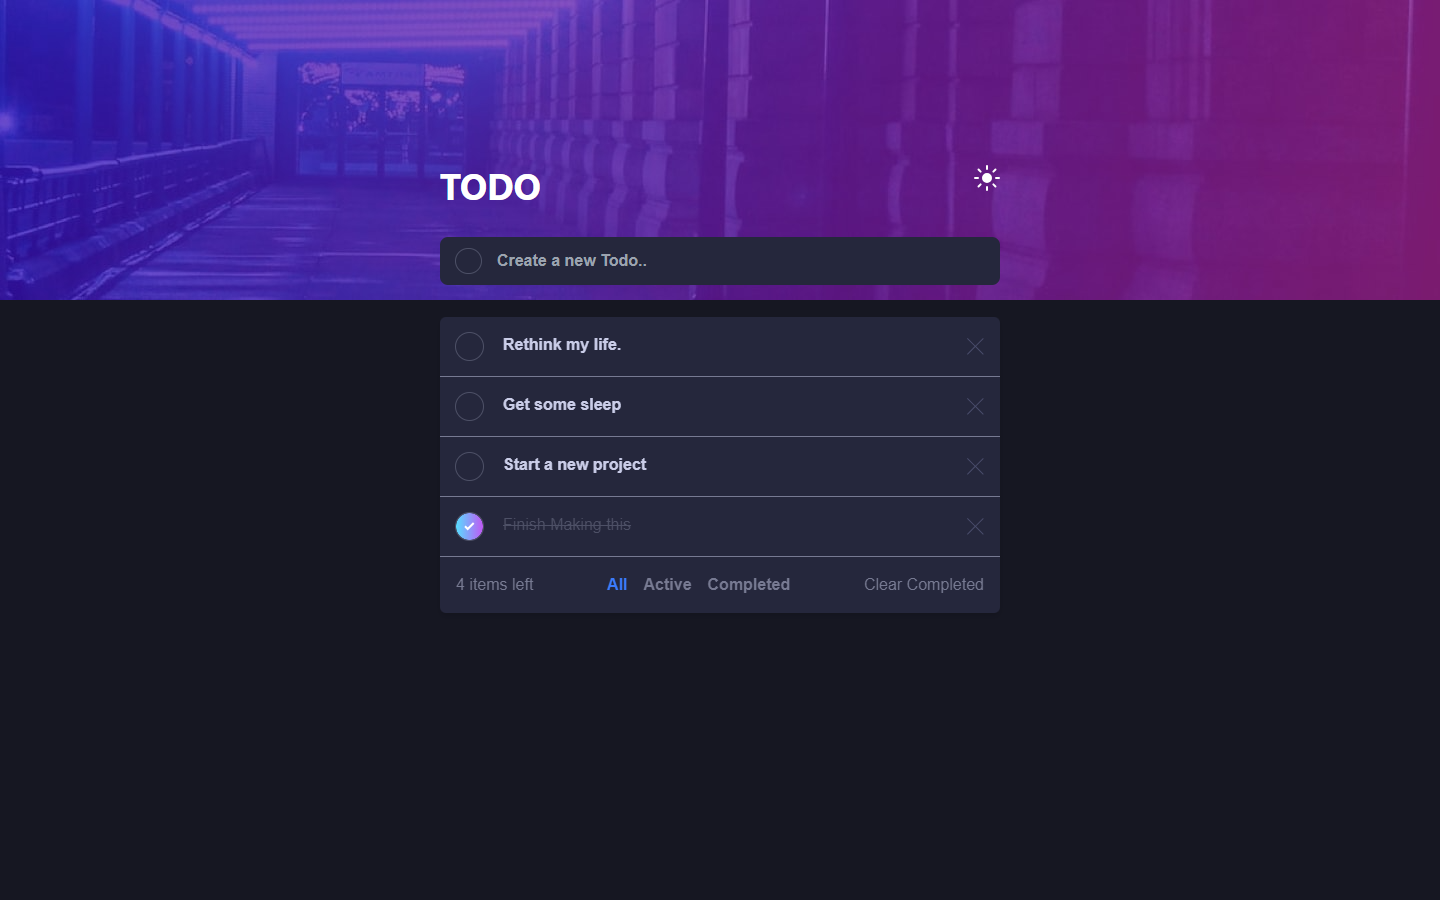 TODO
Create a new Todo..
Rethink my life.
Get some sleep
Start a new project
Finish Making this
4 items left All Active Completed Clear Completed